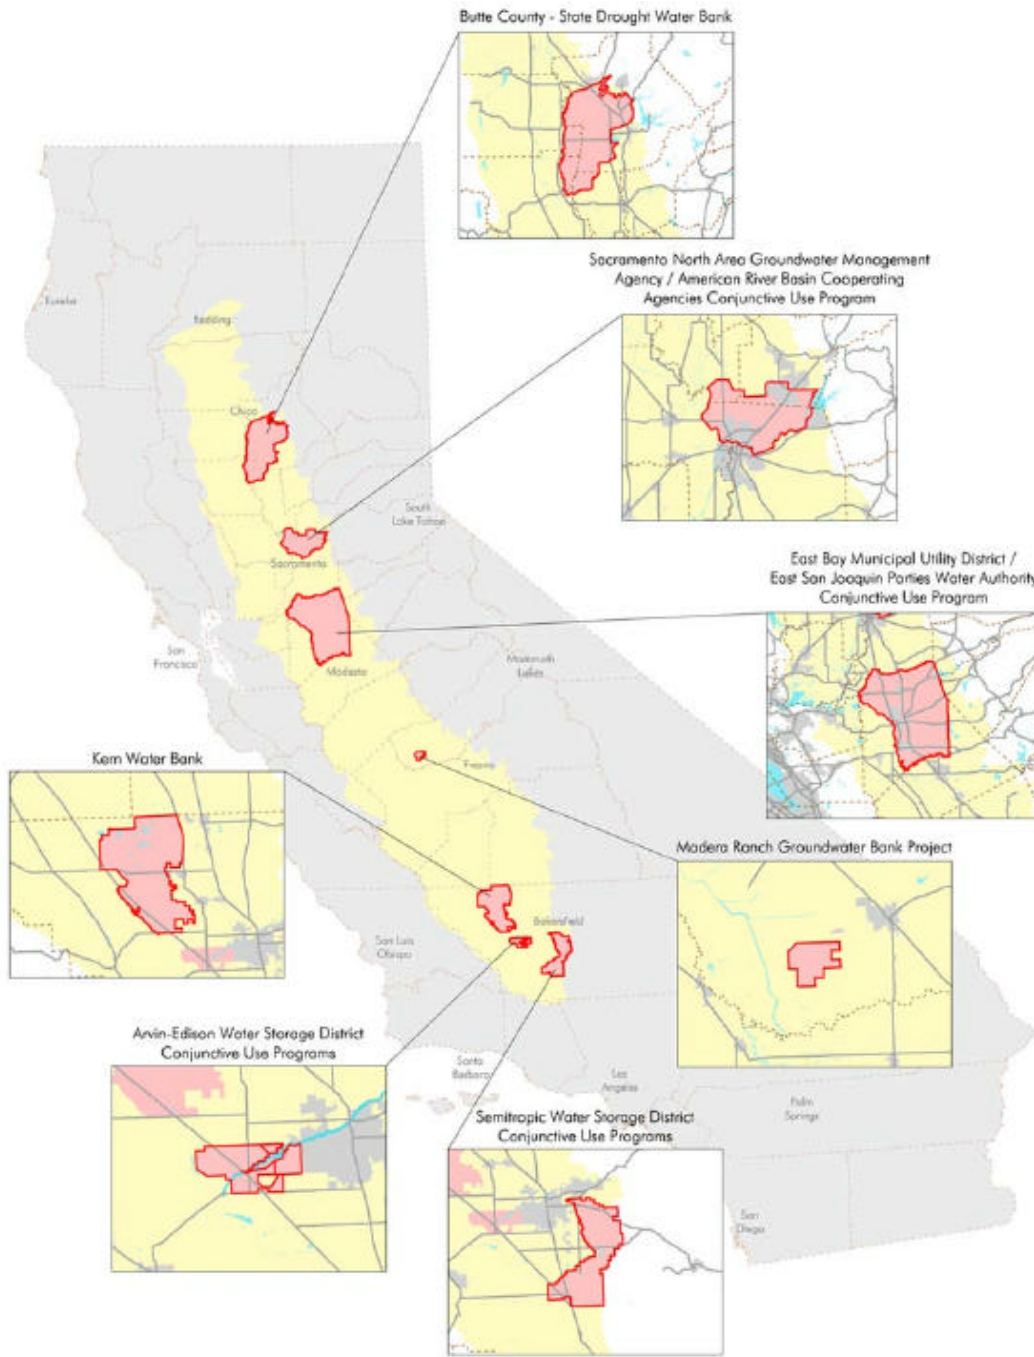 Butte County - State Drought Water Bank
Sacramento North Area Groundwater Management
Agency / American River Basin Cooperating
Agencies Conjunctive Use Program
Eureka
Redding
Chico
South
Lake Tahoe
Sacramento
East Bay Municipal Utility District /
East San Joaquin Parties Water Authority
Conjunctive Use Program
San
Francisco
Modesto
Mammoth
Lakes
Kern Water Bank
Fresno
Madera Ranch Groundwater Bank Project
Bakersfield
San Luis
Obispo
Arvin-Edison Water Storage District
Conjunctive Use Programs
Santa
Barbara
Los
Angeles
Palm
Springs
Semitropic Water Storage District
Conjunctive Use Programs
San
Diego